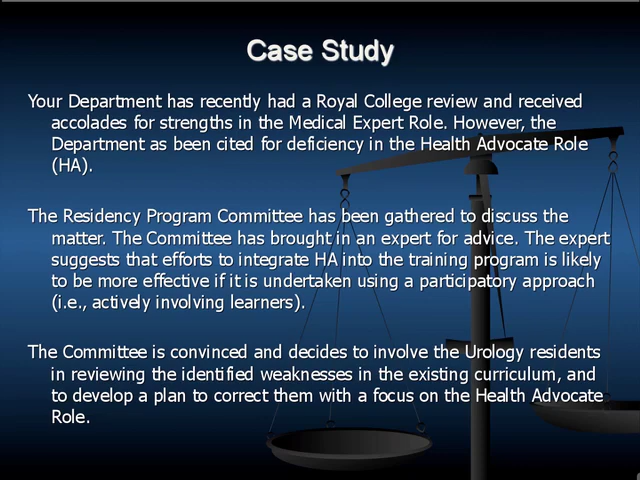 Case Study
Your Department has recently had a Royal College review and received
accolades for strengths in the Medical Expert Role. However, the
Department as been cited for deficiency in the Health Advocate Role
(HA).
The Residency Program Committee has been gathered to discuss the
matter. The Committee has brought in an expert for advice. The expert
suggests that efforts to integrate HA into the training program is likely
to be more effective if it is undertaken using a participatory approach
(i.e., actively involving learners).
The Committee is convinced and decides to involve the Urology residents
in reviewing the identified weaknesses in the existing curriculum, and
to develop a plan to correct them with a focus on the Health Advocate
Role.